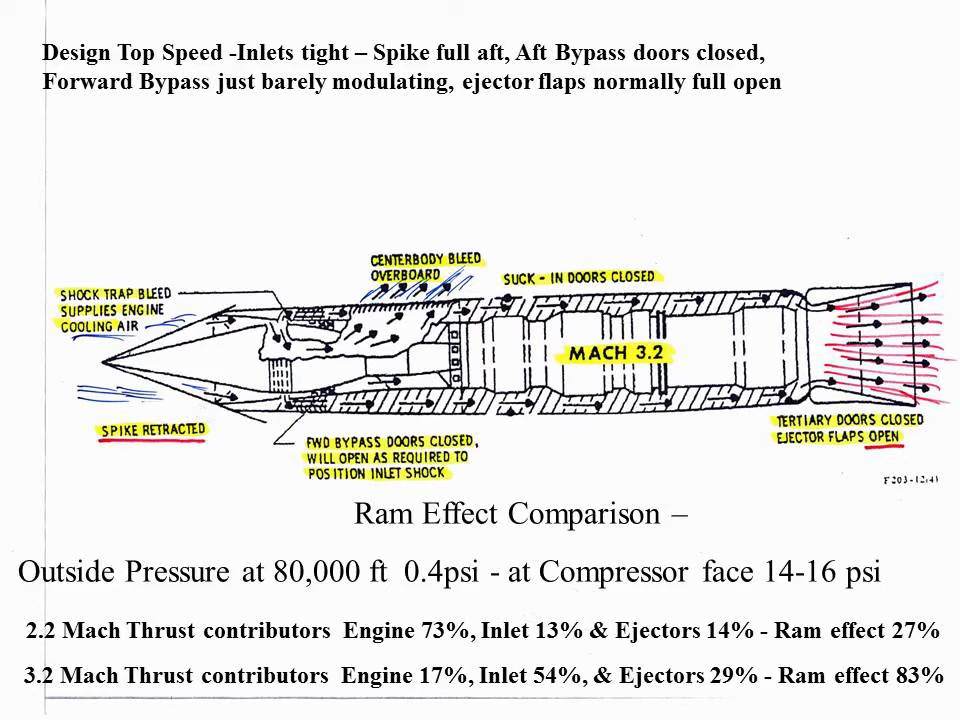 Design Top Speed -Inlets tight – Spike full aft, Aft Bypass doors closed,
Forward Bypass just barely modulating, ejector flaps normally full open
CENTERBODY BLEED
OVERBOARD
SUCK - IN DOORS CLOSED
SHOCK TRAP BLEED
SUPPLIES ENGINE
COOLING AIR
MACH 3.2
SPIKE RETRACTED
FWD BYPASS DOORS CLOSED,
WILL OPEN AS REQUIRED TO
POSITION INLET SHOCK
TERTIARY DOORS CLOSED
EJECTOR FLAPS OPEN
Ram Effect Comparison –
Outside Pressure at 80,000 ft 0.4psi - at Compressor face 14-16 psi
2.2 Mach Thrust contributors Engine 73%, Inlet 13% & Ejectors 14% - Ram effect 27%
3.2 Mach Thrust contributors Engine 17%, Inlet 54%, & Ejectors 29% - Ram effect 83%